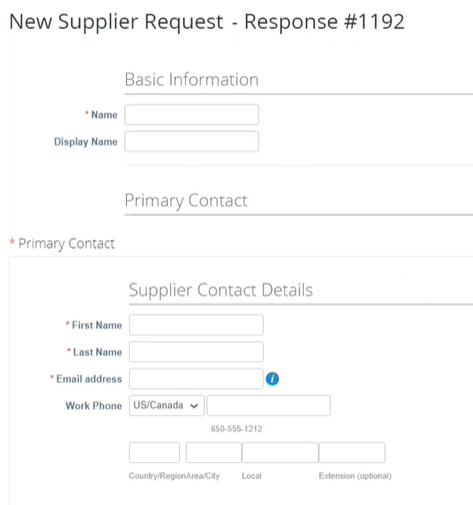 New Supplier Request - Response #1192
Basic Information
* Name
Display Name
Primary Contact
* Primary Contact
Supplier Contact Details
* First Name
* Last Name
* Email address i
Work Phone US/Canada
650-555-1212
Country/Region Area/City Local Extension (optional)